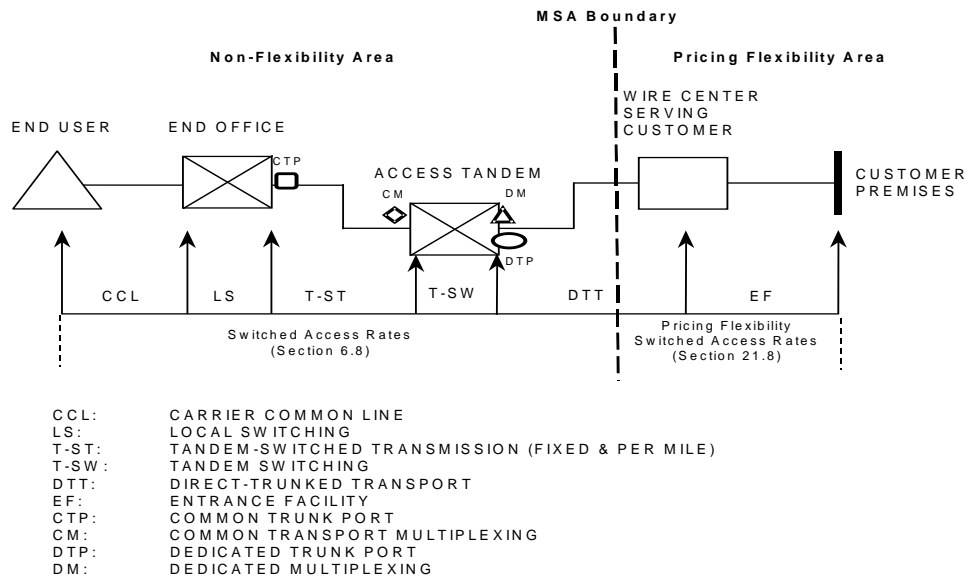 MSA Boundary
Non-Flexibility Area
Pricing Flexibility Area
WIRE CENTER
SERVING
CUSTOMER
END USER
END OFFICE
CTP
ACCESS TANDEM
CM
DM
CUSTOMER
PREMISES
DTP
CCL
LS
T-ST
T-SW
DTT
EF
Switched Access Rates
(Section 6.8)
Pricing Flexibility
Switched Access Rates
(Section 21.8)
CCL: CARRIER COMMON LINE
LS: LOCAL SWITCHING
T-ST: TANDEM-SWITCHED TRANSMISSION (FIXED & PER MILE)
T-SW: TANDEM SWITCHING
DTT: DIRECT-TRUNKED TRANSPORT
EF: ENTRANCE FACILITY
CTP: COMMON TRUNK PORT
CM: COMMON TRANSPORT MULTIPLEXING
DTP: DEDICATED TRUNK PORT
DM: DEDICATED MULTIPLEXING